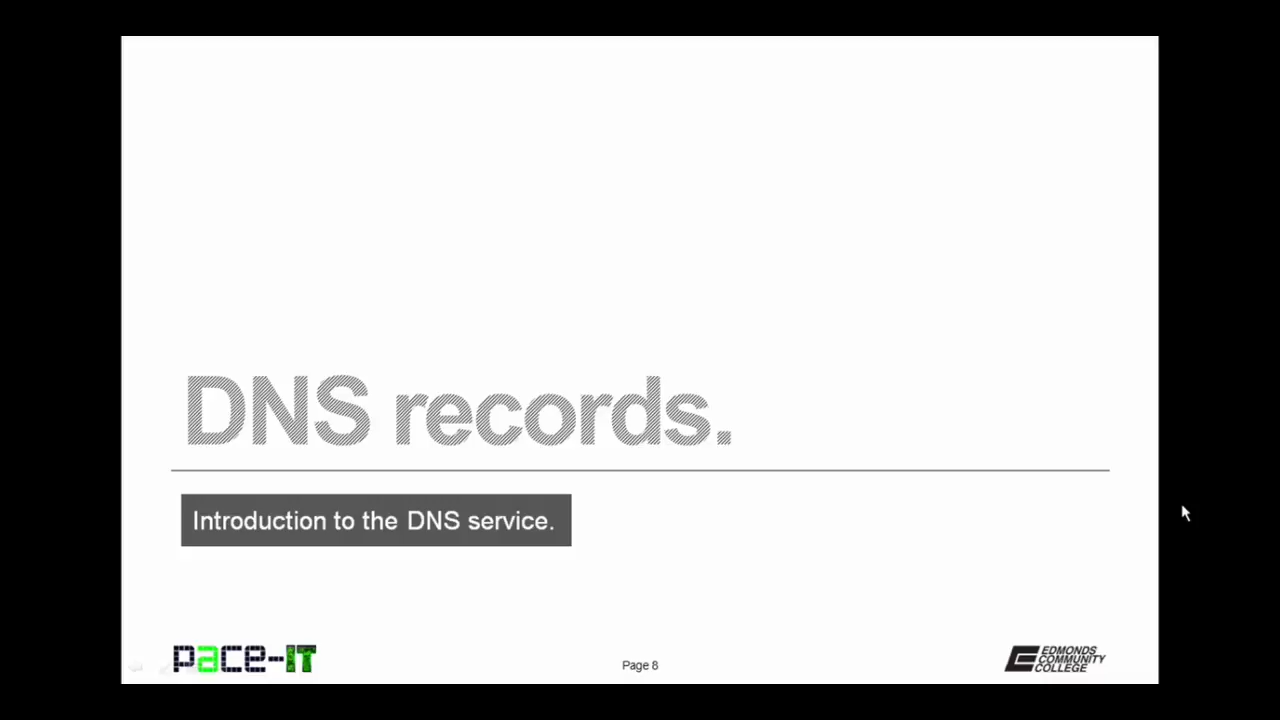 DNS records.
Introduction to the DNS service.
pace-IT
Page 8
EDMONDS
COMMUNITY
COLLEGE